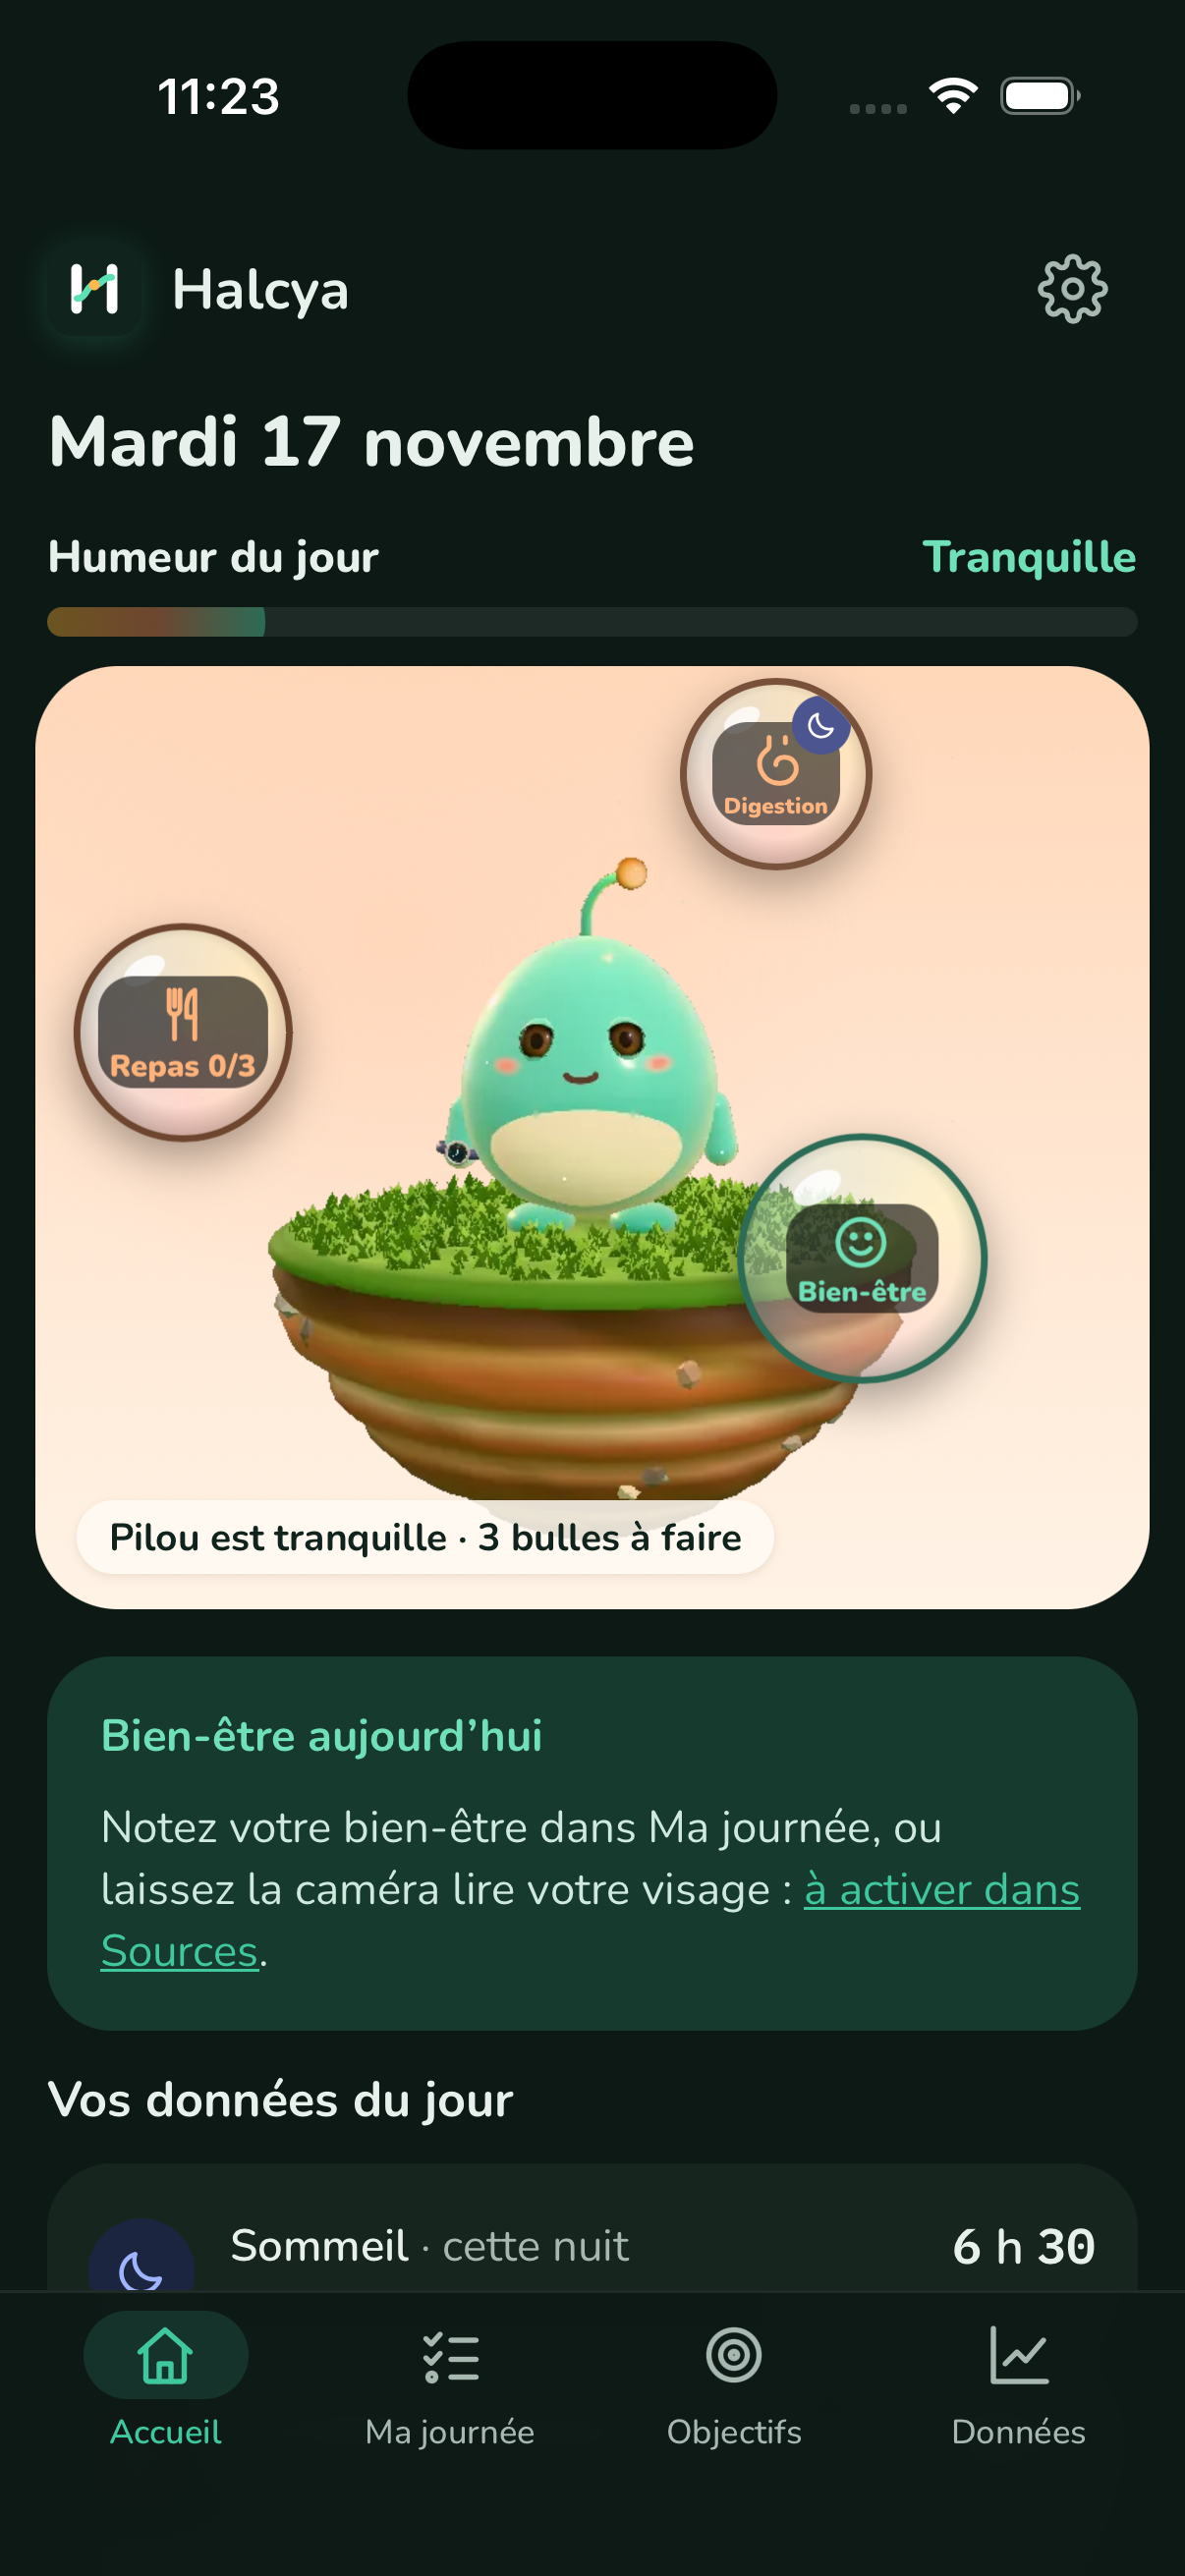 11:23
Halcya
Mardi 17 novembre
Humeur du jour
Tranquille
Digestion
Repas 0/3
Bien-être
Pilou est tranquille · 3 bulles à faire
Bien-être aujourd’hui
Notez votre bien-être dans Ma journée, ou
laissez la caméra lire votre visage : à activer dans
Sources.
Vos données du jour
Sommeil · cette nuit
6 h 30
Accueil
Ma journée
Objectifs
Données